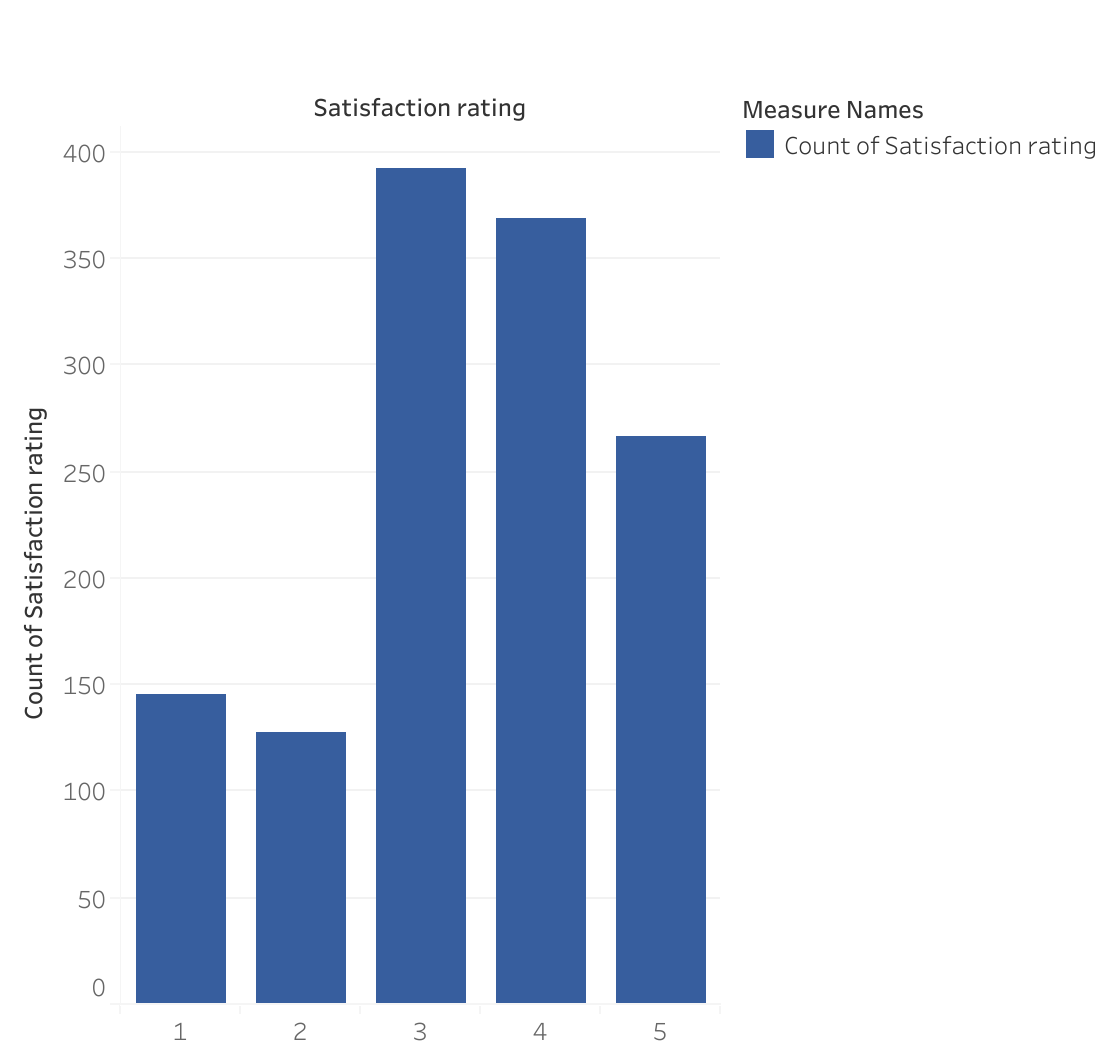 Satisfaction rating
Measure Names
Count of Satisfaction rating
400
350
300
250
200
150
100
50
0
Count of Satisfaction rating
1 2 3 4 5